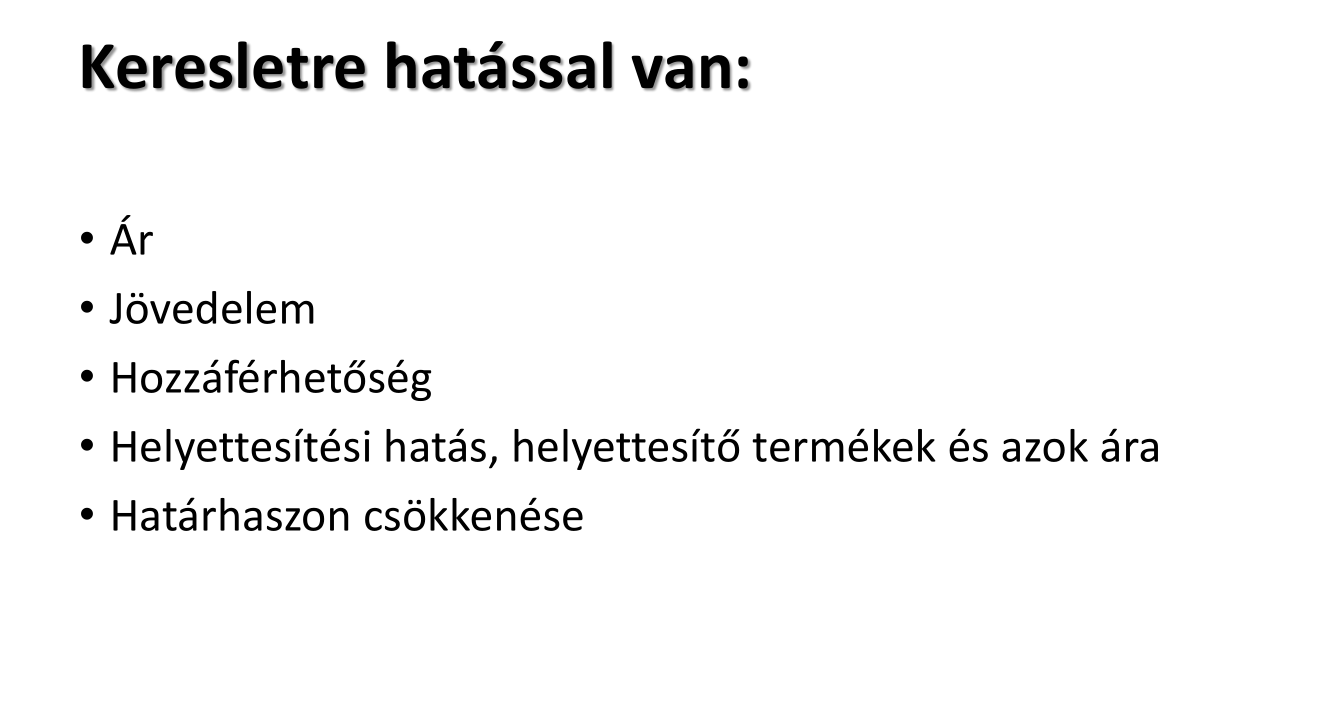 Keresletre hatással van:
• Ár
• Jövedelem
• Hozzáférhetőség
• Helyettesítési hatás, helyettesítő termékek és azok ára
• Határhaszon csökkenése